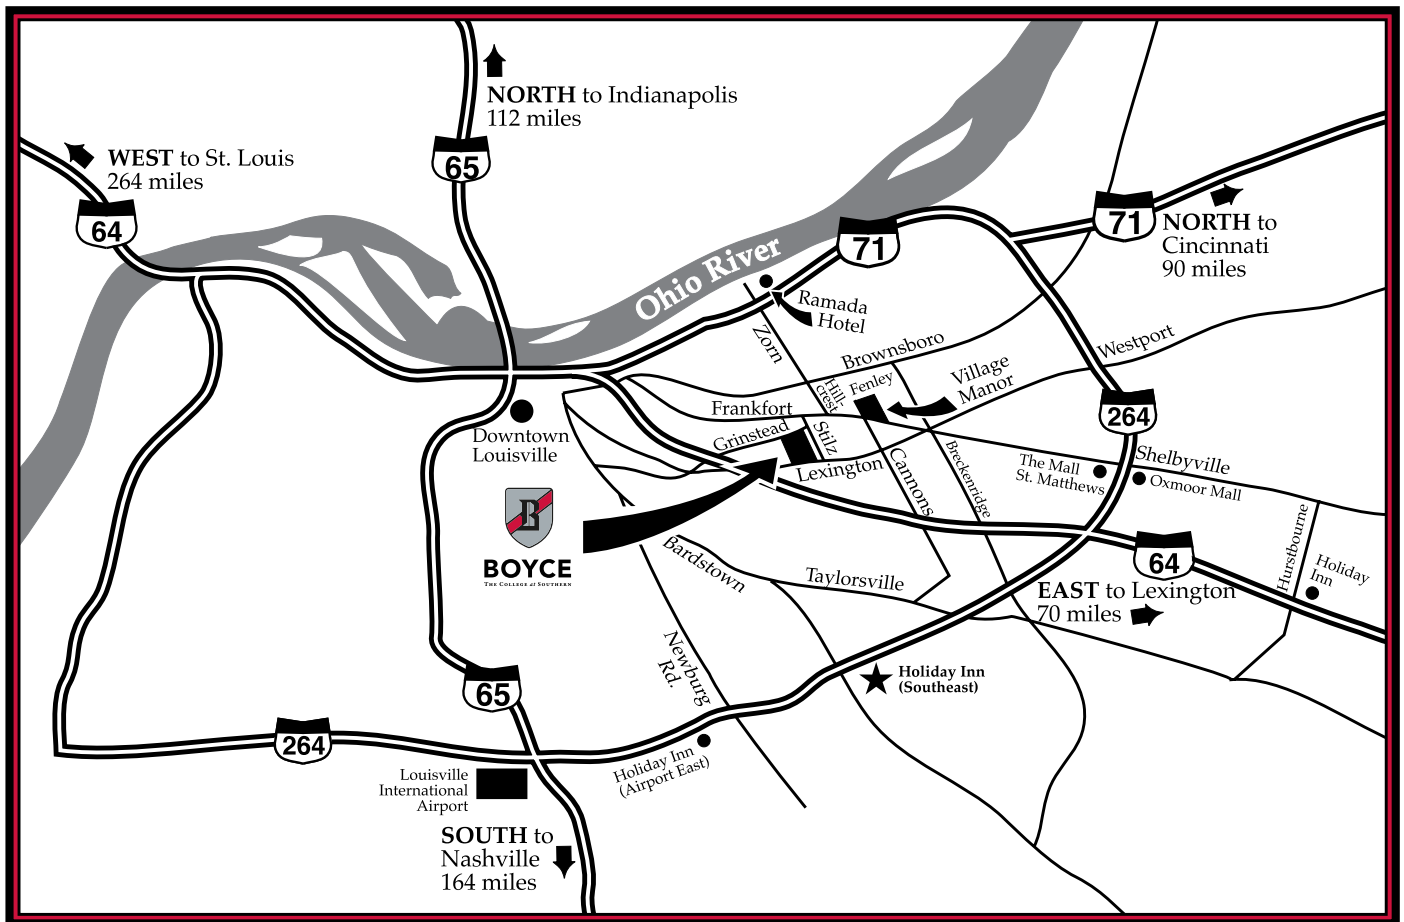 NORTH to Indianapolis
112 miles
WEST to St. Louis
264 miles
65
64
71
71
NORTH to
Cincinnati
90 miles
Ohio River
Ramada
Hotel
Zorn
Brownsboro
Westport
Hill-
crest
Fenley
Village
Manor
Frankfort
264
Grinstead
Stilz
Downtown
Louisville
Lexington
Cannons
Breckenridge
The Mall
St. Matthews
Shelbyville
Oxmoor Mall
B
BOYCE
THE COLLEGE at SOUTHERN
Bardstown
Taylorsville
64
Hurstbourne
Holiday
Inn
EAST to Lexington
70 miles
Newburg
Rd.
65
Holiday Inn
(Southeast)
264
Holiday Inn
(Airport East)
Louisville
International
Airport
SOUTH to
Nashville
164 miles